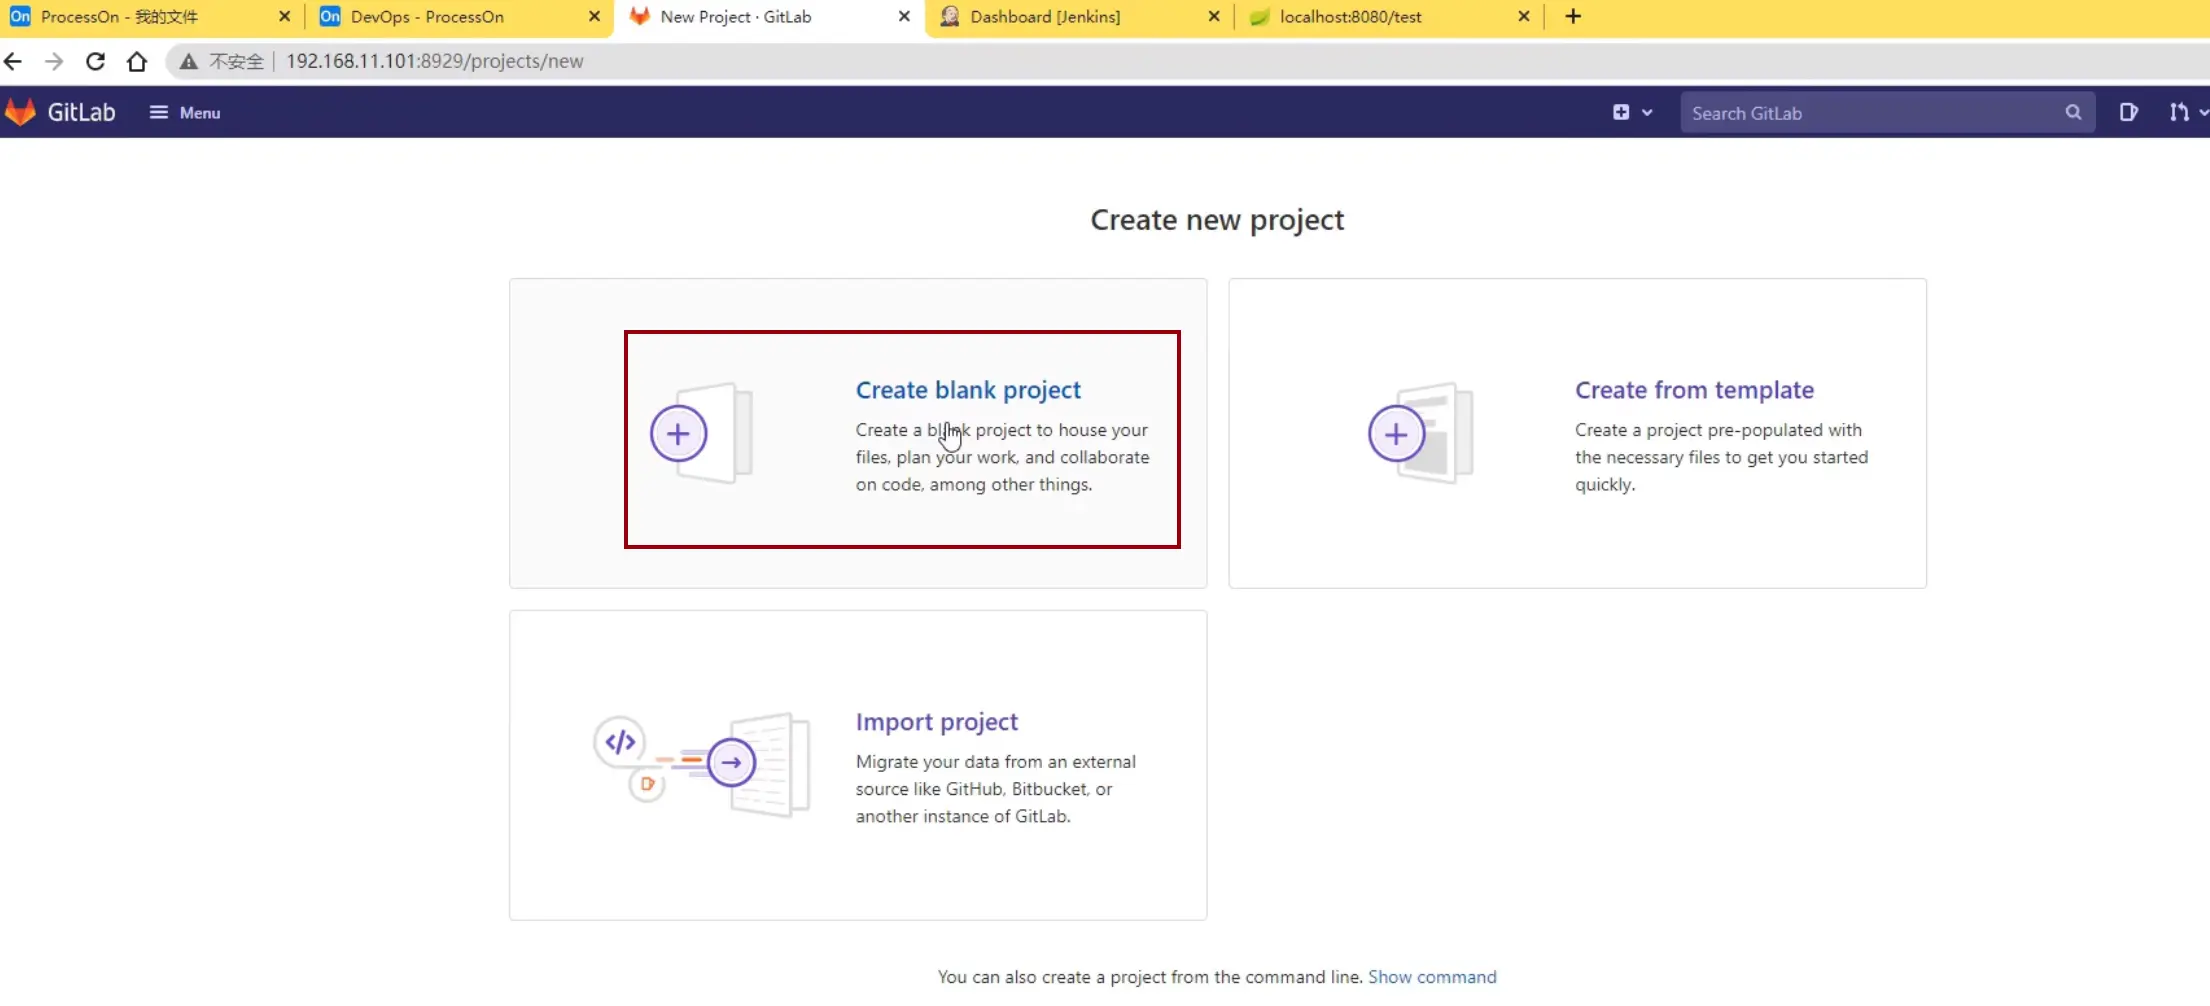 On ProcessOn - 我的文件
On DevOps - ProcessOn
New Project · GitLab
Dashboard [Jenkins]
localhost:8080/test
不安全 192.168.11.101:8929/projects/new
GitLab
Menu
Search GitLab
Create new project
Create blank project
Create a blank project to house your
files, plan your work, and collaborate
on code, among other things.
Create from template
Create a project pre-populated with
the necessary files to get you started
quickly.
Import project
Migrate your data from an external
source like GitHub, Bitbucket, or
another instance of GitLab.
You can also create a project from the command line. Show command